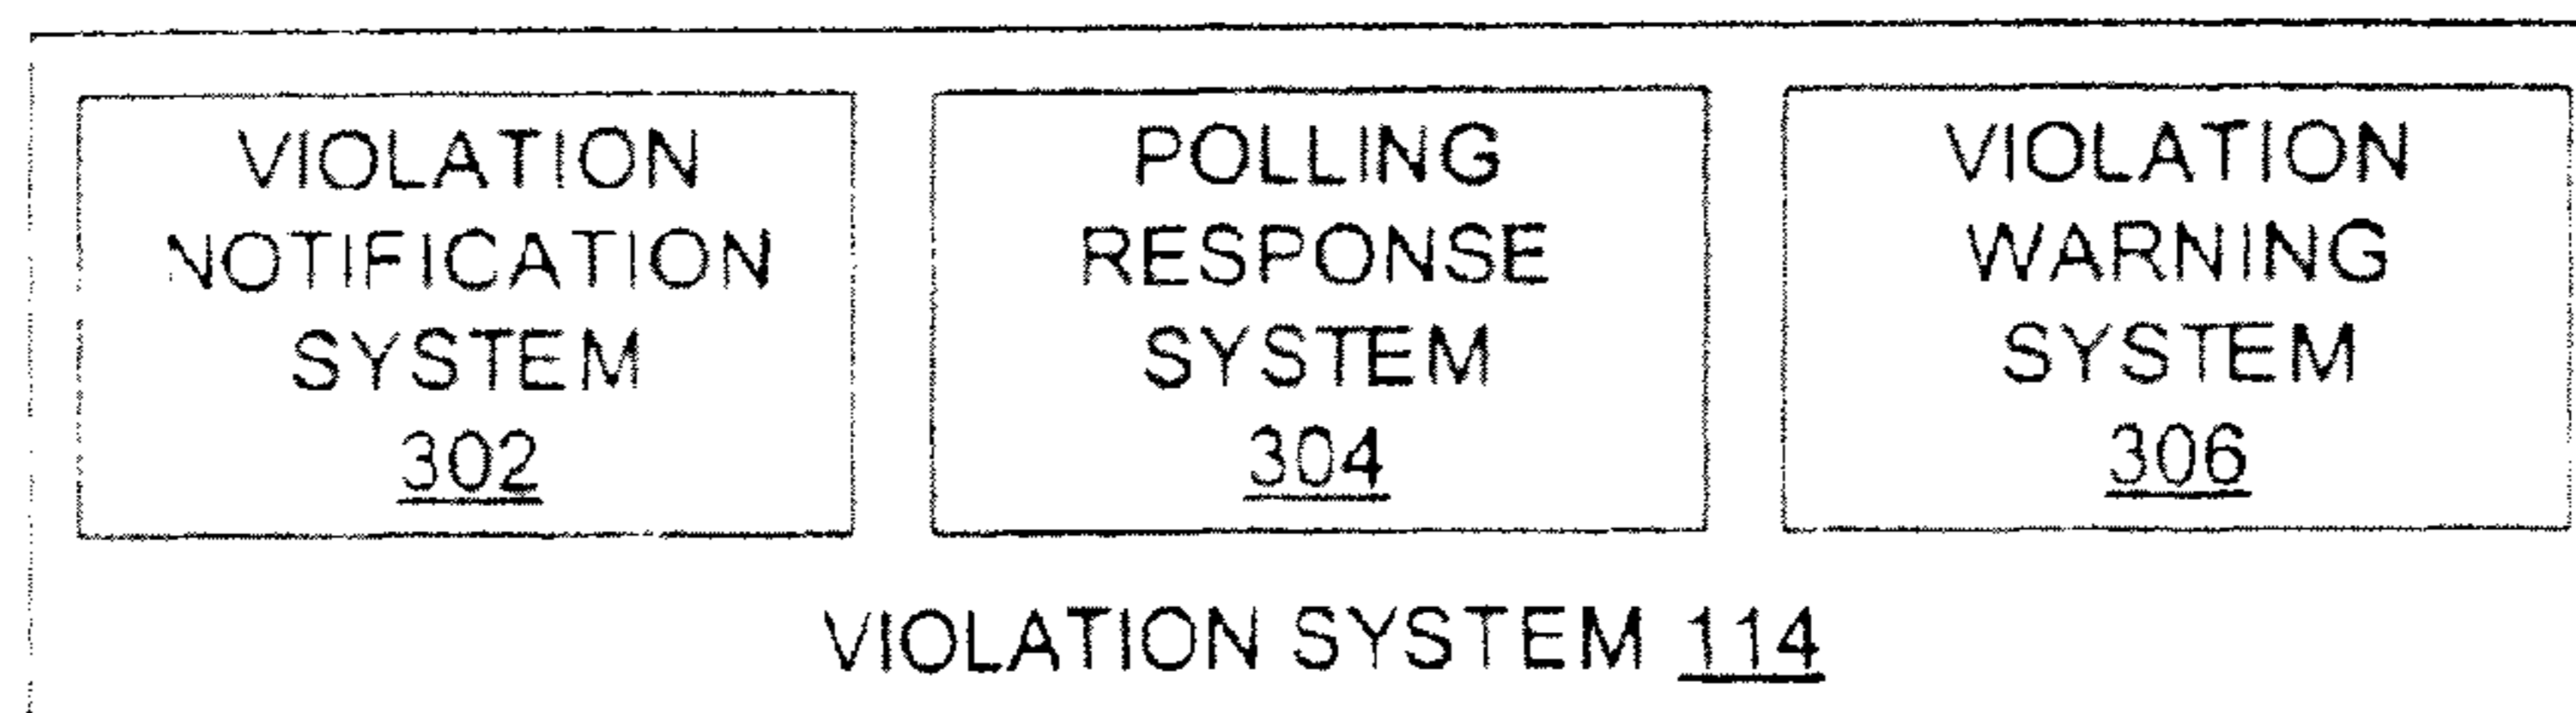 VIOLATION
NOTIFICATION
SYSTEM
302
POLLING
RESPONSE
SYSTEM
304
VIOLATION
WARNING
SYSTEM
306
VIOLATION SYSTEM 114